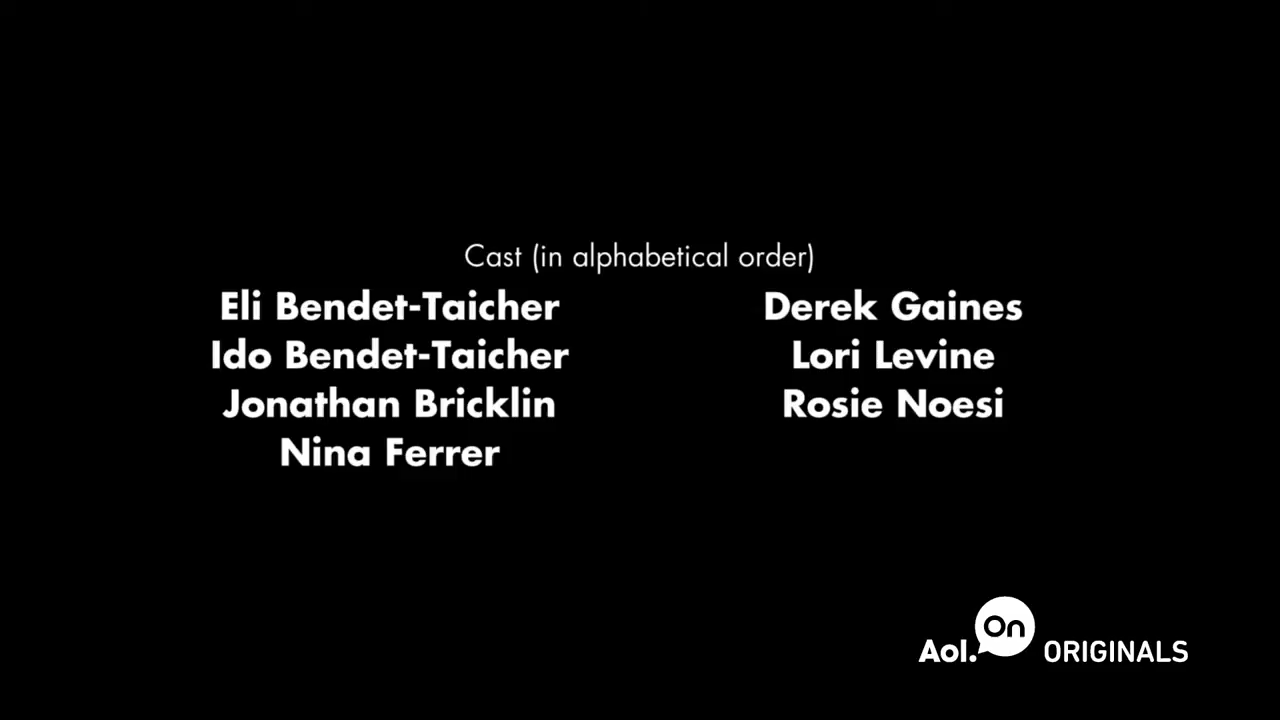 Cast (in alphabetical order)
Eli Bendet-Taicher
Ido Bendet-Taicher
Jonathan Bricklin
Nina Ferrer
Derek Gaines
Lori Levine
Rosie Noesi
Aol. On ORIGINALS